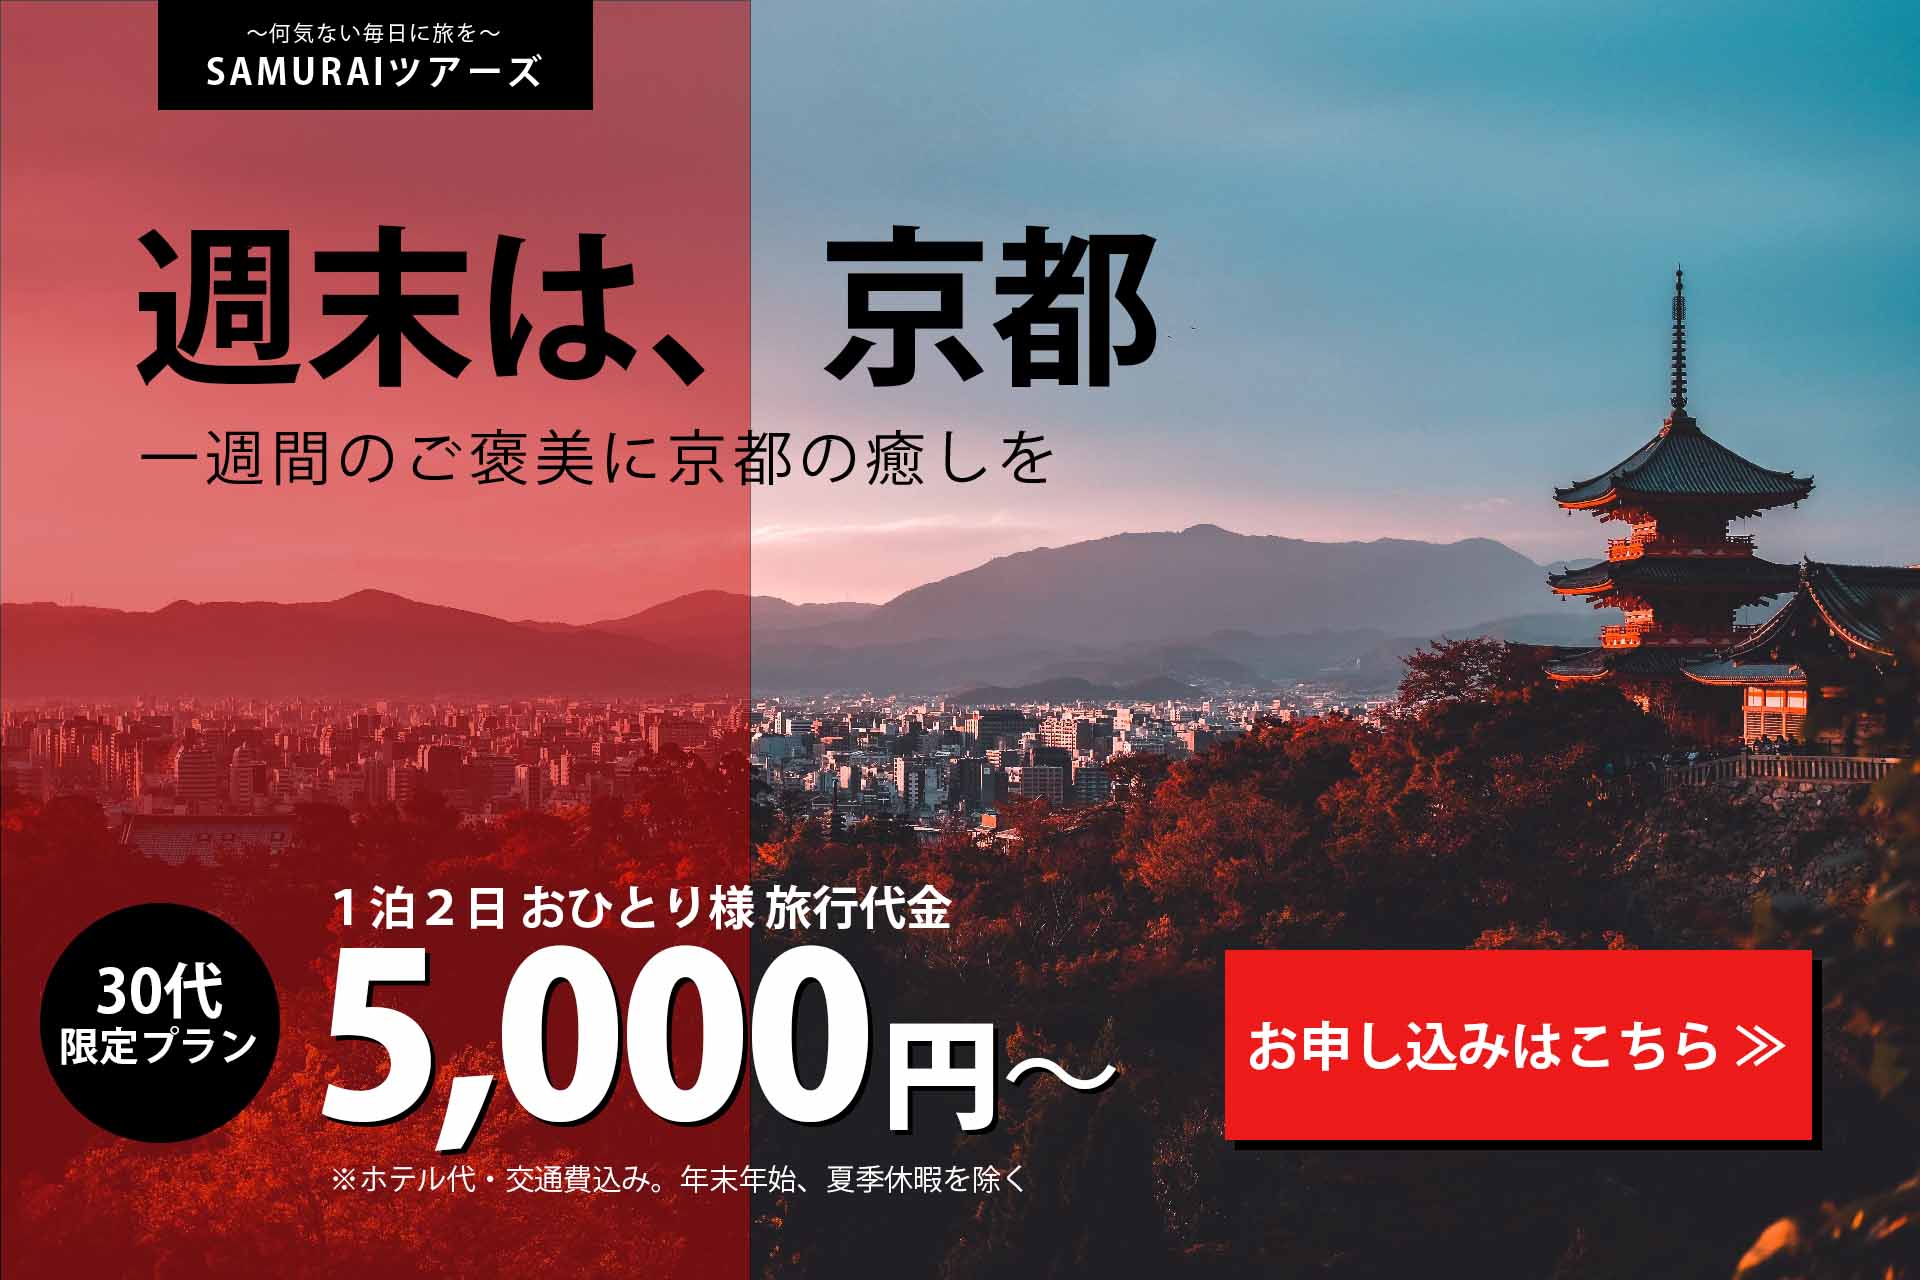 ～何気ない毎日に旅を～
SAMURAIツアーズ
週末は、京都
一週間のご褒美に京都の癒しを
１泊２日 おひとり様 旅行代金
30代
限定プラン
5,000円～
お申し込みはこちら ≫
※ホテル代・交通費込み。年末年始、夏季休暇を除く